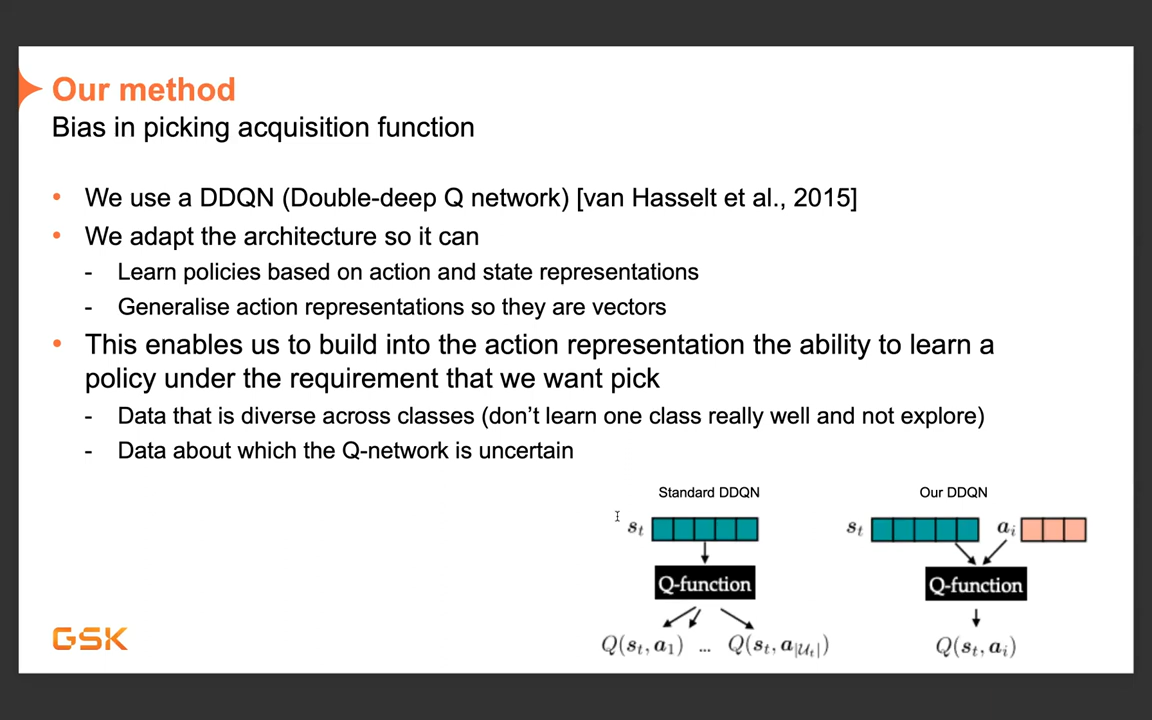 Our method
Bias in picking acquisition function
• We use a DDQN (Double-deep Q network) [van Hasselt et al., 2015]
• We adapt the architecture so it can
- Learn policies based on action and state representations
- Generalise action representations so they are vectors
• This enables us to build into the action representation the ability to learn a
policy under the requirement that we want pick
- Data that is diverse across classes (don't learn one class really well and not explore)
- Data about which the Q-network is uncertain
Standard DDQN
s_t
Q-function
Q(s_t, a_1) ... Q(s_t, a_{|𝒰_t|})
Our DDQN
s_t a_i
Q-function
Q(s_t, a_i)
GSK